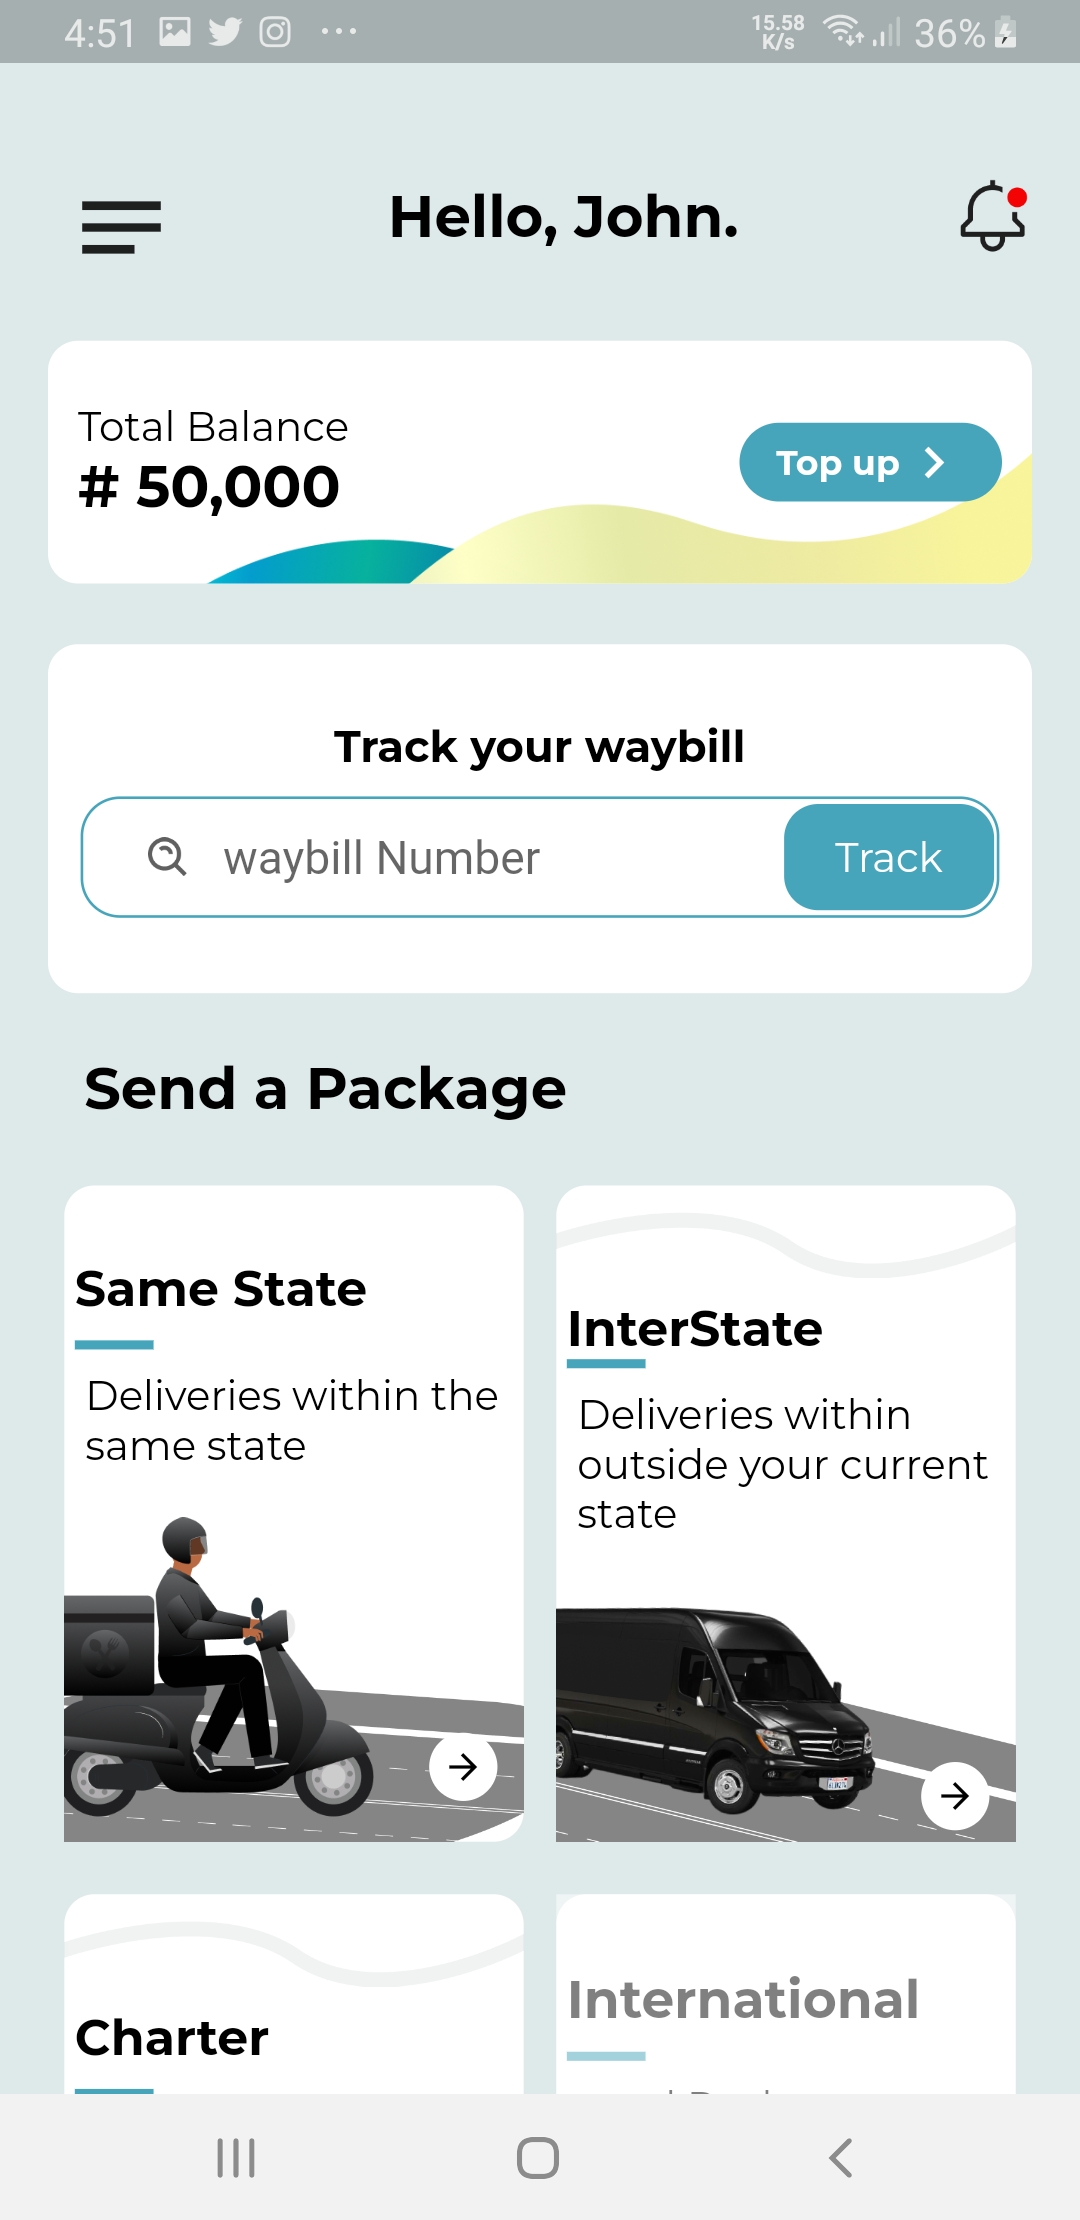 4:51
15.58
K/s
36%
Hello, John.
Total Balance
# 50,000
Top up
Track your waybill
waybill Number
Track
Send a Package
Same State
Deliveries within the
same state
InterState
Deliveries within
outside your current
state
Charter
International